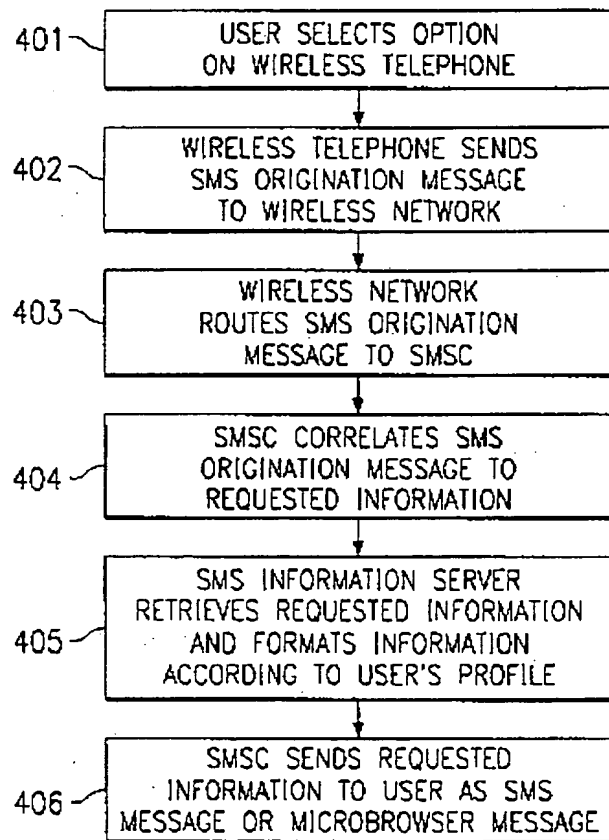 401
USER SELECTS OPTION
ON WIRELESS TELEPHONE
402
WIRELESS TELEPHONE SENDS
SMS ORIGINATION MESSAGE
TO WIRELESS NETWORK
403
WIRELESS NETWORK
ROUTES SMS ORIGINATION
MESSAGE TO SMSC
404
SMSC CORRELATES SMS
ORIGINATION MESSAGE TO
REQUESTED INFORMATION
405
SMS INFORMATION SERVER
RETRIEVES REQUESTED INFORMATION
AND FORMATS INFORMATION
ACCORDING TO USER'S PROFILE
406
SMSC SENDS REQUESTED
INFORMATION TO USER AS SMS
MESSAGE OR MICROBROWSER MESSAGE